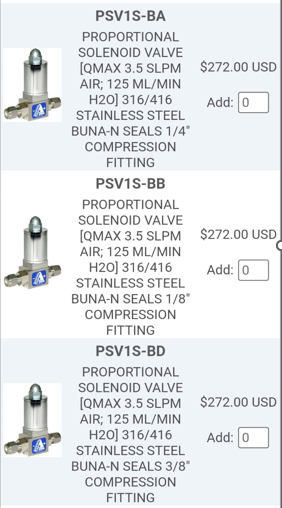 PSV1S-BA
PROPORTIONAL
SOLENOID VALVE
[QMAX 3.5 SLPM
AIR; 125 ML/MIN
H2O] 316/416
STAINLESS STEEL
BUNA-N SEALS 1/4"
COMPRESSION
FITTING
$272.00 USD
Add: 0
PSV1S-BB
PROPORTIONAL
SOLENOID VALVE
[QMAX 3.5 SLPM
AIR; 125 ML/MIN
H2O] 316/416
STAINLESS STEEL
BUNA-N SEALS 1/8"
COMPRESSION
FITTING
$272.00 USD
Add: 0
PSV1S-BD
PROPORTIONAL
SOLENOID VALVE
[QMAX 3.5 SLPM
AIR; 125 ML/MIN
H2O] 316/416
STAINLESS STEEL
BUNA-N SEALS 3/8"
COMPRESSION
FITTING
$272.00 USD
Add: 0